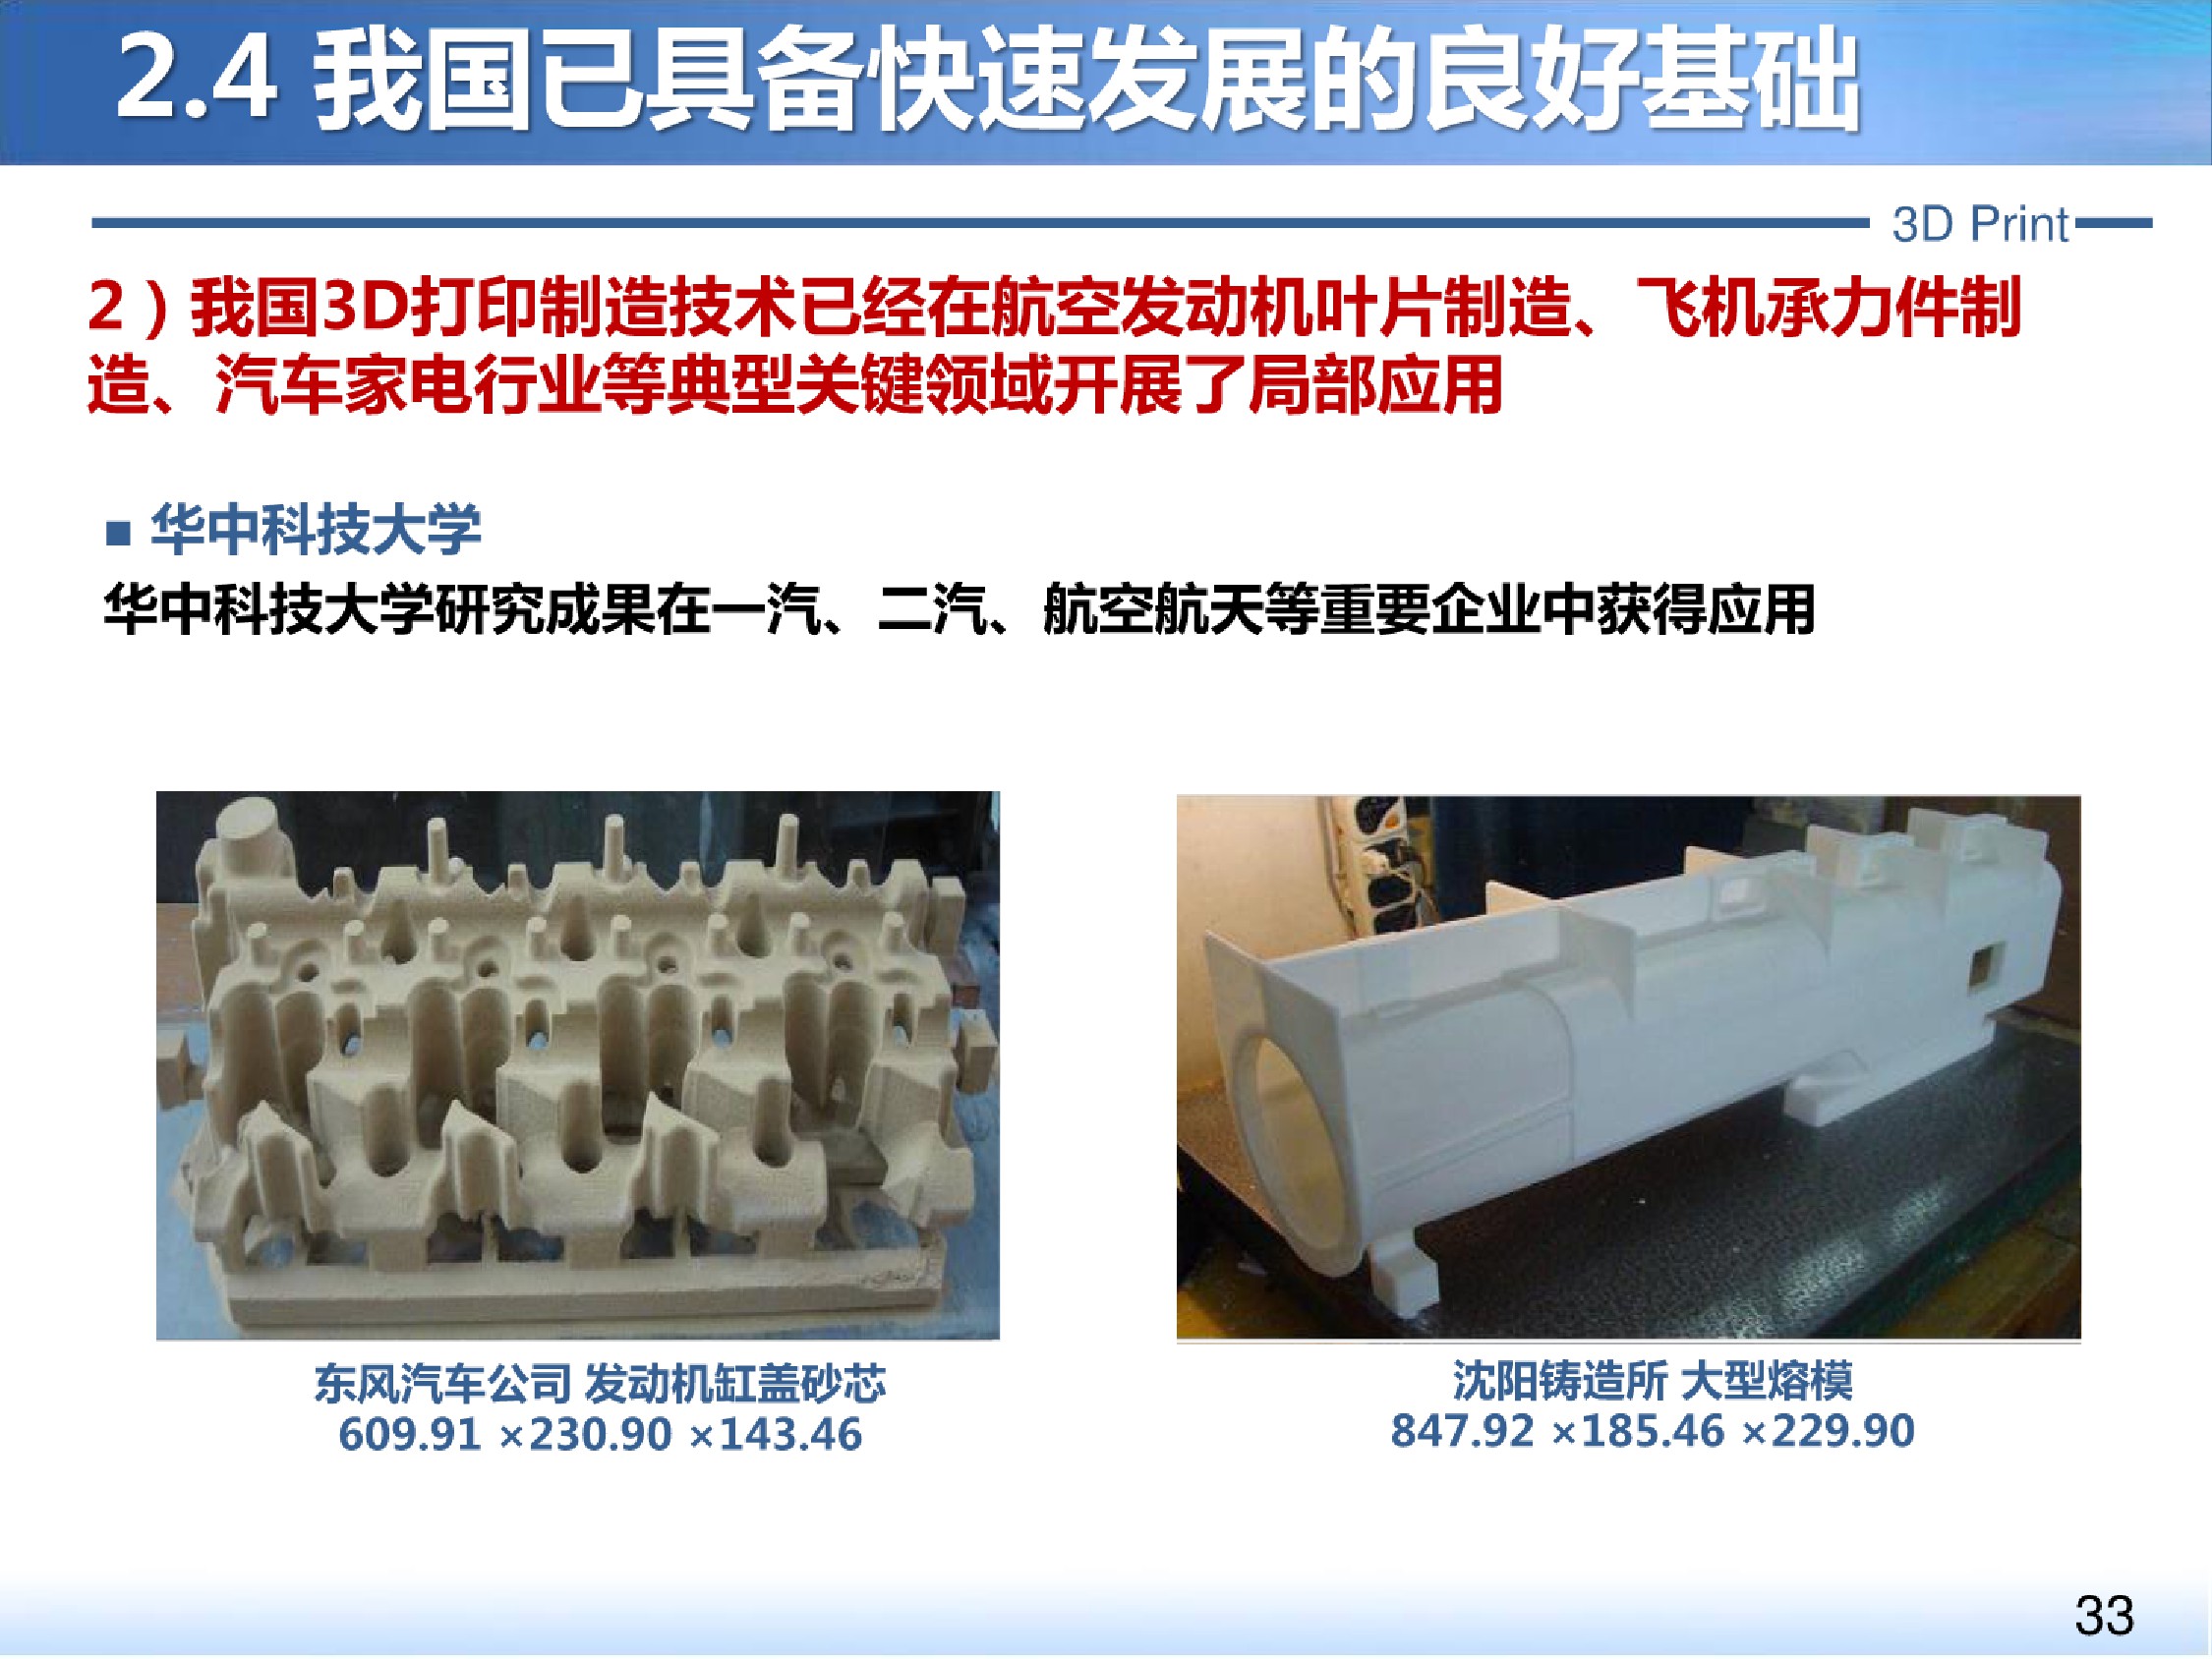 2.4 我国已具备快速发展的良好基础
3D Print
2）我国3D打印制造技术已经在航空发动机叶片制造、飞机承力件制
造、汽车家电行业等典型关键领域开展了局部应用
■ 华中科技大学
华中科技大学研究成果在一汽、二汽、航空航天等重要企业中获得应用
东风汽车公司 发动机缸盖砂芯
609.91 ×230.90 ×143.46
沈阳铸造所 大型熔模
847.92 ×185.46 ×229.90
33